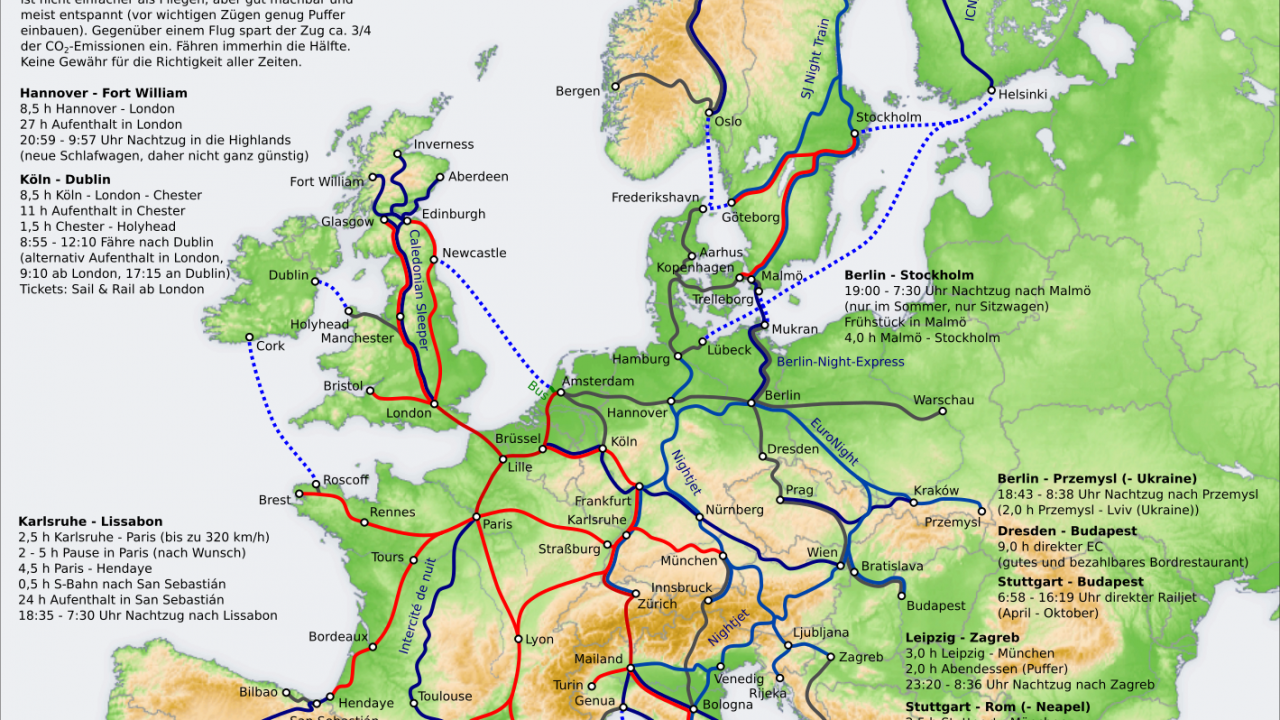 ist nicht einfacher als Fliegen, aber gut machbar und
meist entspannt (vor wichtigen Zügen genug Puffer
einbauen). Gegenüber einem Flug spart der Zug ca. 3/4
der CO₂-Emissionen ein. Fähren immerhin die Hälfte.
Keine Gewähr für die Richtigkeit aller Zeiten.
Hannover - Fort William
8,5 h Hannover - London
27 h Aufenthalt in London
20:59 - 9:57 Uhr Nachtzug in die Highlands
(neue Schlafwagen, daher nicht ganz günstig)
Köln - Dublin
8,5 h Köln - London - Chester
11 h Aufenthalt in Chester
1,5 h Chester - Holyhead
8:55 - 12:10 Fähre nach Dublin
(alternativ Aufenthalt in London,
9:10 ab London, 17:15 an Dublin)
Tickets: Sail & Rail ab London
Karlsruhe - Lissabon
2,5 h Karlsruhe - Paris (bis zu 320 km/h)
2 - 5 h Pause in Paris (nach Wunsch)
4,5 h Paris - Hendaye
0,5 h S-Bahn nach San Sebastián
24 h Aufenthalt in San Sebastián
18:35 - 7:30 Uhr Nachtzug nach Lissabon
Bergen
Oslo
SJ Night Train
ICN
Helsinki
Stockholm
Inverness
Fort William
Aberdeen
Glasgow
Edinburgh
Newcastle
Caledonian Sleeper
Dublin
Holyhead
Manchester
Cork
Bristol
London
Frederikshavn
Göteborg
Aarhus
Kopenhagen
Malmö
Trelleborg
Mukran
Lübeck
Hamburg
Berlin-Night-Express
Bus
Amsterdam
Hannover
Berlin
Warschau
EuroNight
Brüssel
Köln
Lille
Dresden
Nightjet
Roscoff
Brest
Rennes
Paris
Frankfurt
Karlsruhe
Straßburg
Nürnberg
Prag
Kraków
Przemyśl
Tours
München
Wien
Bratislava
Innsbruck
Zürich
Budapest
Intercité de nuit
Nightjet
Bordeaux
Lyon
Ljubljana
Zagreb
Mailand
Turin
Genua
Venedig
Rijeka
Bologna
Bilbao
Hendaye
San Sebastián
Toulouse
Berlin - Stockholm
19:00 - 7:30 Uhr Nachtzug nach Malmö
(nur im Sommer, nur Sitzwagen)
Frühstück in Malmö
4,0 h Malmö - Stockholm
Berlin - Przemysl (- Ukraine)
18:43 - 8:38 Uhr Nachtzug nach Przemysl
(2,0 h Przemysl - Lviv (Ukraine))
Dresden - Budapest
9,0 h direkter EC
(gutes und bezahlbares Bordrestaurant)
Stuttgart - Budapest
6:58 - 16:19 Uhr direkter Railjet
(April - Oktober)
Leipzig - Zagreb
3,0 h Leipzig - München
2,0 h Abendessen (Puffer)
23:20 - 8:36 Uhr Nachtzug nach Zagreb
Stuttgart - Rom (- Neapel)